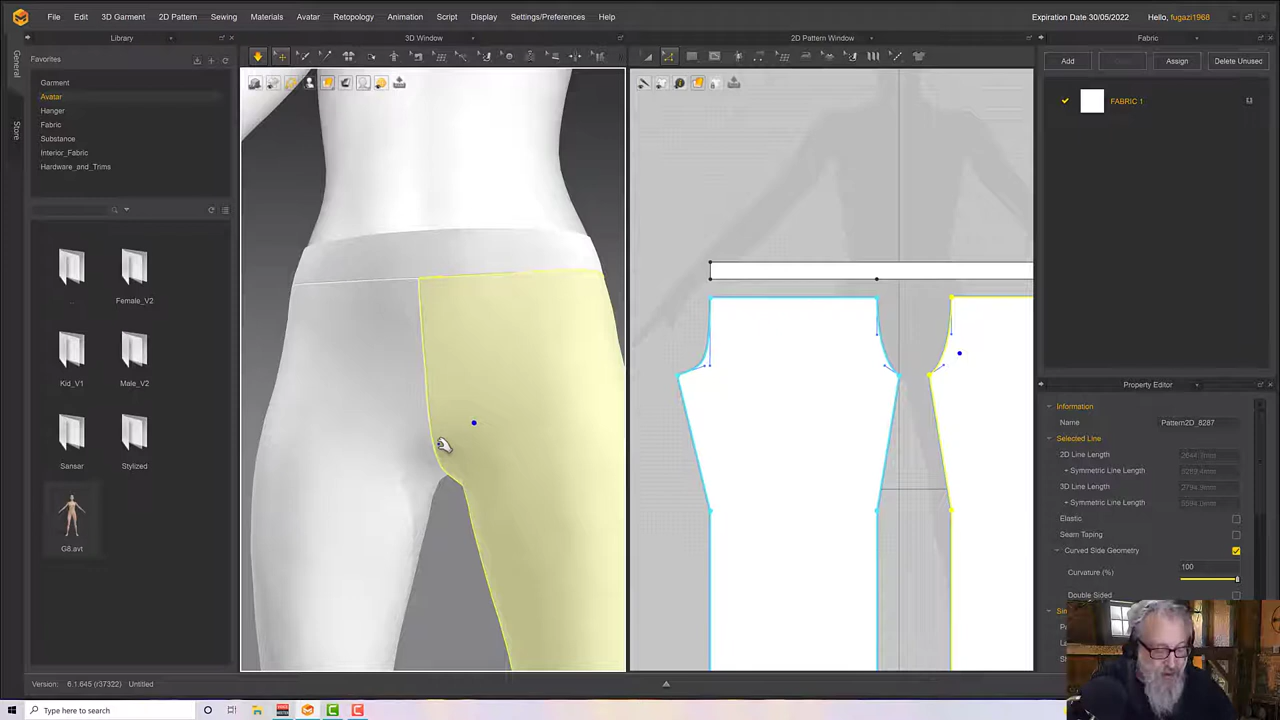 File Edit 3D Garment 2D Pattern Sewing Materials Avatar Retopology Animation Script Display Settings/Preferences Help Expiration Date 30/05/2022 Hello, fugazi1968
Library 3D Window 2D Pattern Window Fabric
General
Store
Favorites
Garment
Avatar
Hanger
Fabric
Substance
Interior_Fabric
Hardware_and_Trims
..
Female_V2
Kid_V1
Male_V2
Sansar
Stylized
G8.avt
Add
Assign
Delete Unused
FABRIC 1
Property Editor
Information
Name Pattern2D_8287
Selected Line
2D Line Length
+ Symmetric Line Length
3D Line Length
+ Symmetric Line Length
Elastic
Seam Taping
Curved Side Geometry
Curvature (%) 100
Double Sided
Version: 6.1.645 (r37322) Untitled
Type here to search